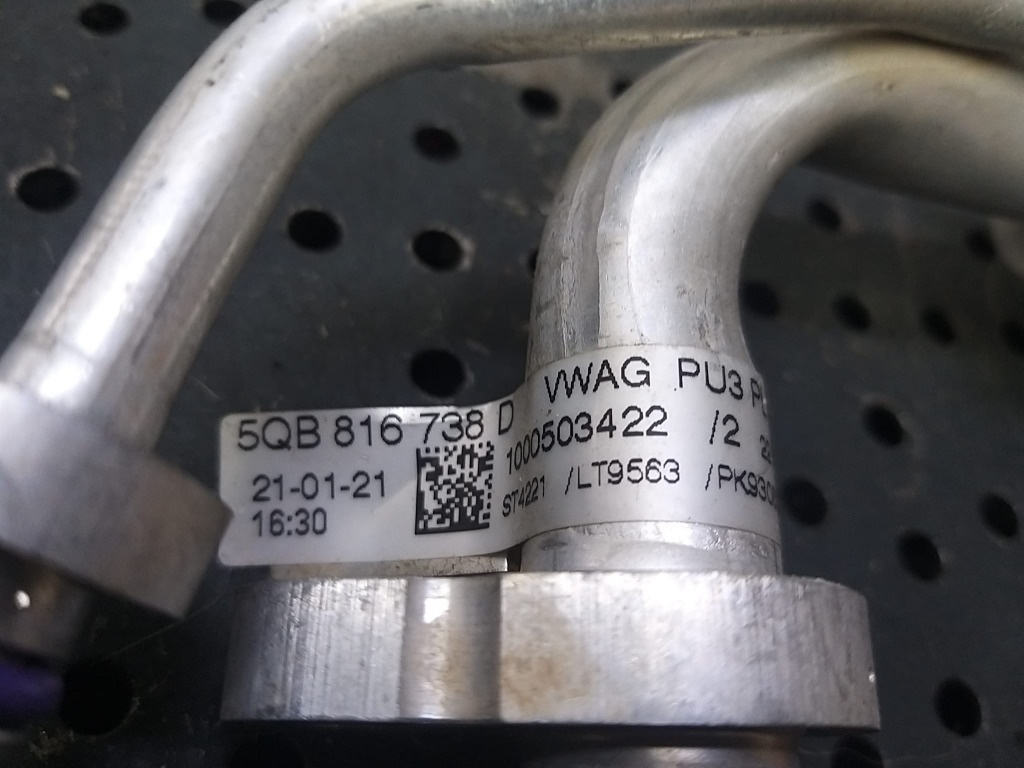 5QB 816 738 D
21-01-21
16:30
VWAG PU3
1000503422 /2
ST4221 /LT9563